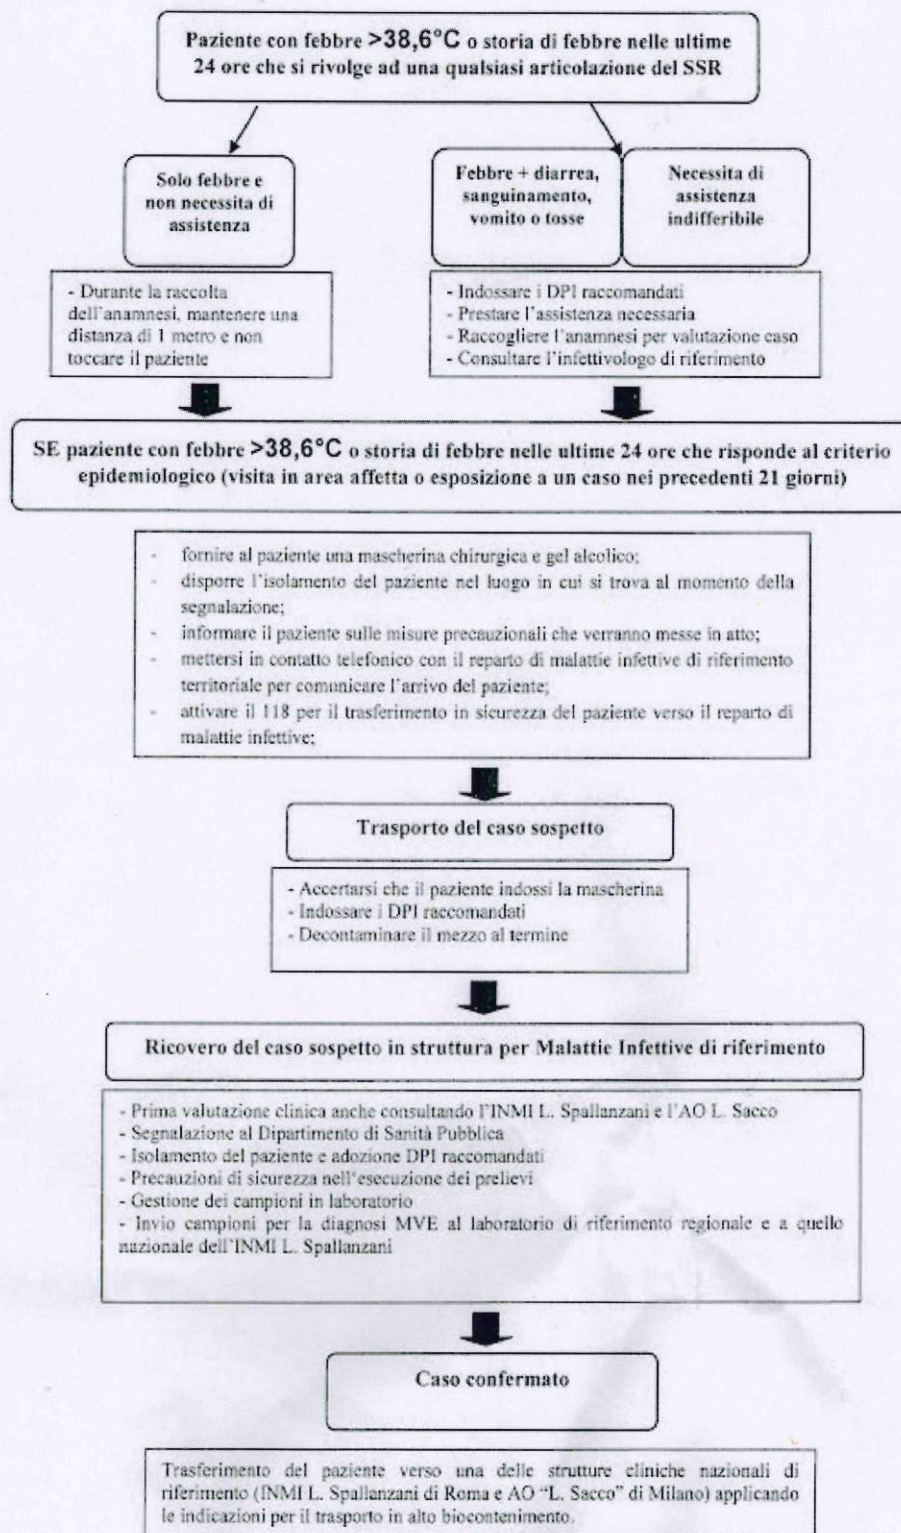 Paziente con febbre >38,6°C o storia di febbre nelle ultime
24 ore che si rivolge ad una qualsiasi articolazione del SSR
Solo febbre e
non necessita di
assistenza
Febbre + diarrea,
sanguinamento,
vomito o tosse
Necessita di
assistenza
indifferibile
- Durante la raccolta
dell'anamnesi, mantenere una
distanza di 1 metro e non
toccare il paziente
- Indossare i DPI raccomandati
- Prestare l'assistenza necessaria
- Raccogliere l'anamnesi per valutazione caso
- Consultare l'infettivologo di riferimento
SE paziente con febbre >38,6°C o storia di febbre nelle ultime 24 ore che risponde al criterio
epidemiologico (visita in area affetta o esposizione a un caso nei precedenti 21 giorni)
- fornire al paziente una mascherina chirurgica e gel alcolico;
- disporre l'isolamento del paziente nel luogo in cui si trova al momento della
segnalazione;
- informare il paziente sulle misure precauzionali che verranno messe in atto;
- mettersi in contatto telefonico con il reparto di malattie infettive di riferimento
territoriale per comunicare l'arrivo del paziente;
- attivare il 118 per il trasferimento in sicurezza del paziente verso il reparto di
malattie infettive;
Trasporto del caso sospetto
- Accertarsi che il paziente indossi la mascherina
- Indossare i DPI raccomandati
- Decontaminare il mezzo al termine
Ricovero del caso sospetto in struttura per Malattie Infettive di riferimento
- Prima valutazione clinica anche consultando l'INMI L. Spallanzani e l'AO L. Sacco
- Segnalazione al Dipartimento di Sanità Pubblica
- Isolamento del paziente e adozione DPI raccomandati
- Precauzioni di sicurezza nell'esecuzione dei prelievi
- Gestione dei campioni in laboratorio
- Invio campioni per la diagnosi MVE al laboratorio di riferimento regionale e a quello
nazionale dell'INMI L. Spallanzani
Caso confermato
Trasferimento del paziente verso una delle strutture cliniche nazionali di
riferimento (INMI L. Spallanzani di Roma e AO "L. Sacco" di Milano) applicando
le indicazioni per il trasporto in alto biocontenimento.